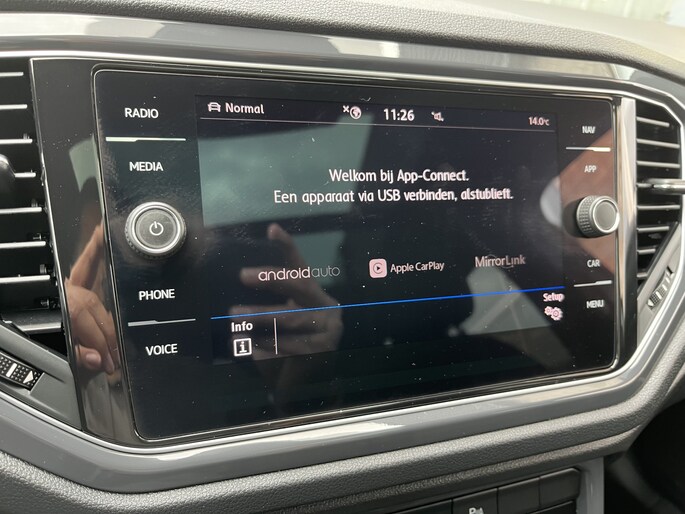 RADIO
MEDIA
PHONE
VOICE
Normal
11:26
14.0°C
Welkom bij App-Connect.
Een apparaat via USB verbinden, alstublieft.
androidauto
Apple CarPlay
MirrorLink
Info
i
Setup
NAV
APP
CAR
MENU
P